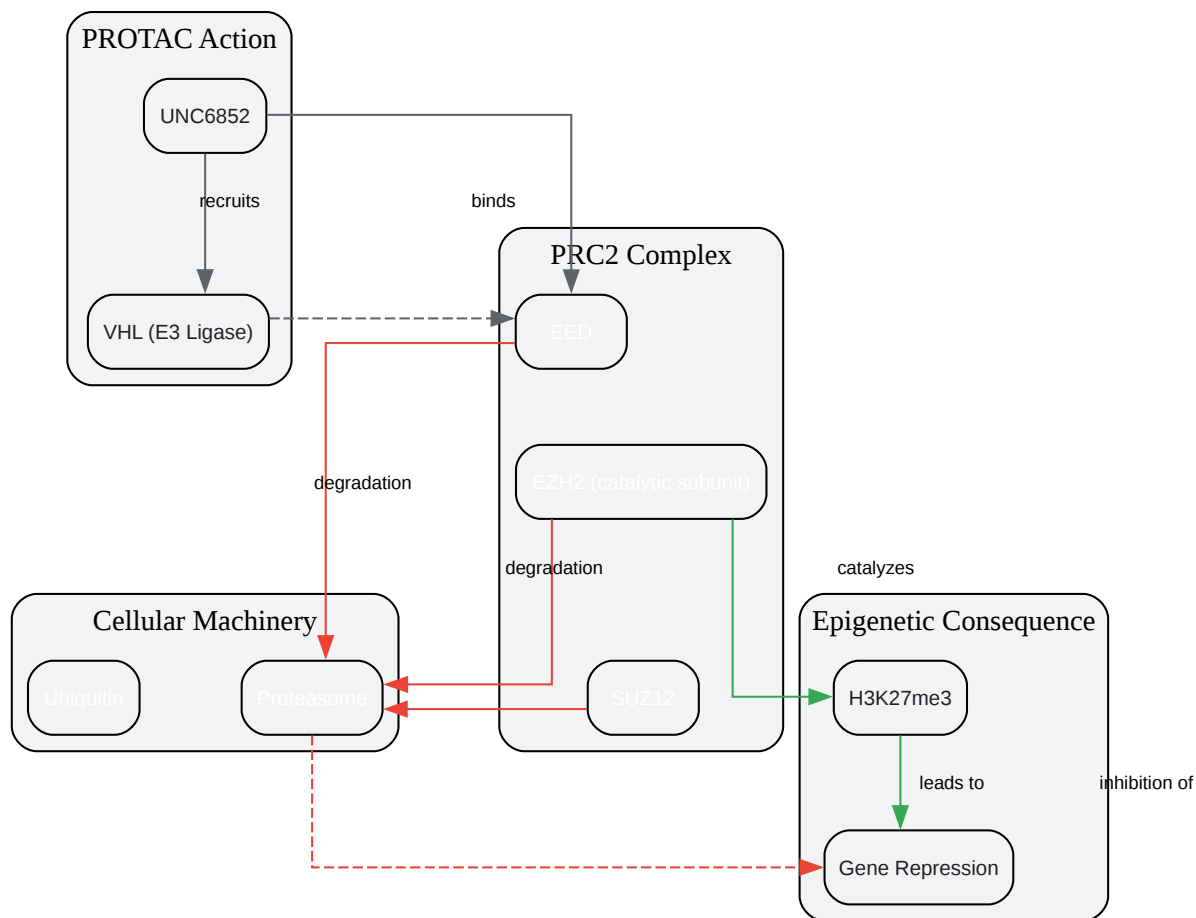 PROTAC Action
UNC6852
recruits
binds
PRC2 Complex
VHL (E3 Ligase)
EED
degradation
EZH2 (catalytic subunit)
degradation
catalyzes
Cellular Machinery
Epigenetic Consequence
Ubiquitin
Proteasome
SUZ12
H3K27me3
leads to
inhibition of
Gene Repression